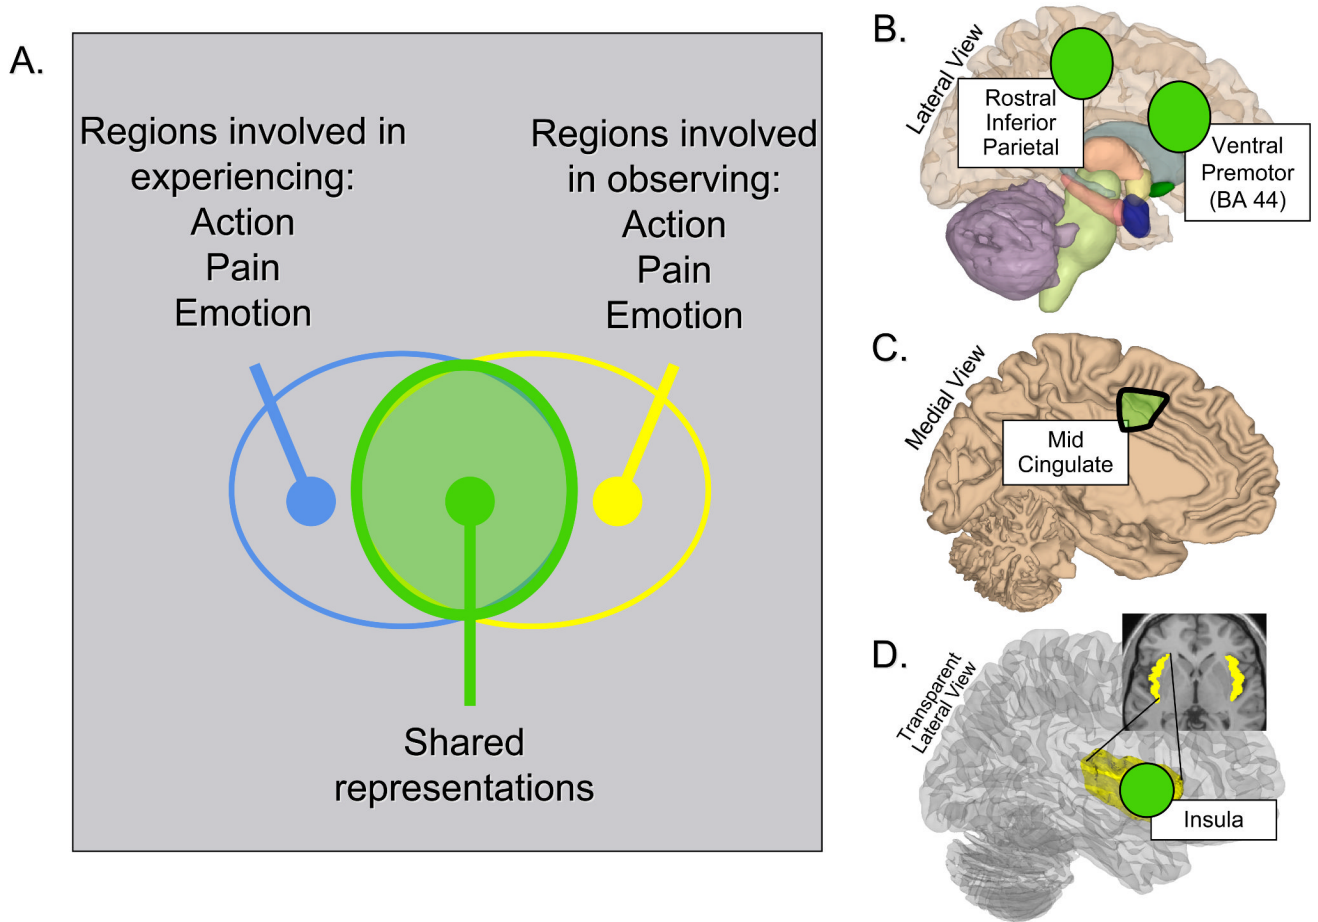 A.
Regions involved in
experiencing:
Action
Pain
Emotion
Regions involved
in observing:
Action
Pain
Emotion
Shared
representations
B.
Lateral View
Rostral
Inferior
Parietal
Ventral
Premotor
(BA 44)
C.
Medial View
Mid
Cingulate
D.
Transparent
Lateral View
Insula